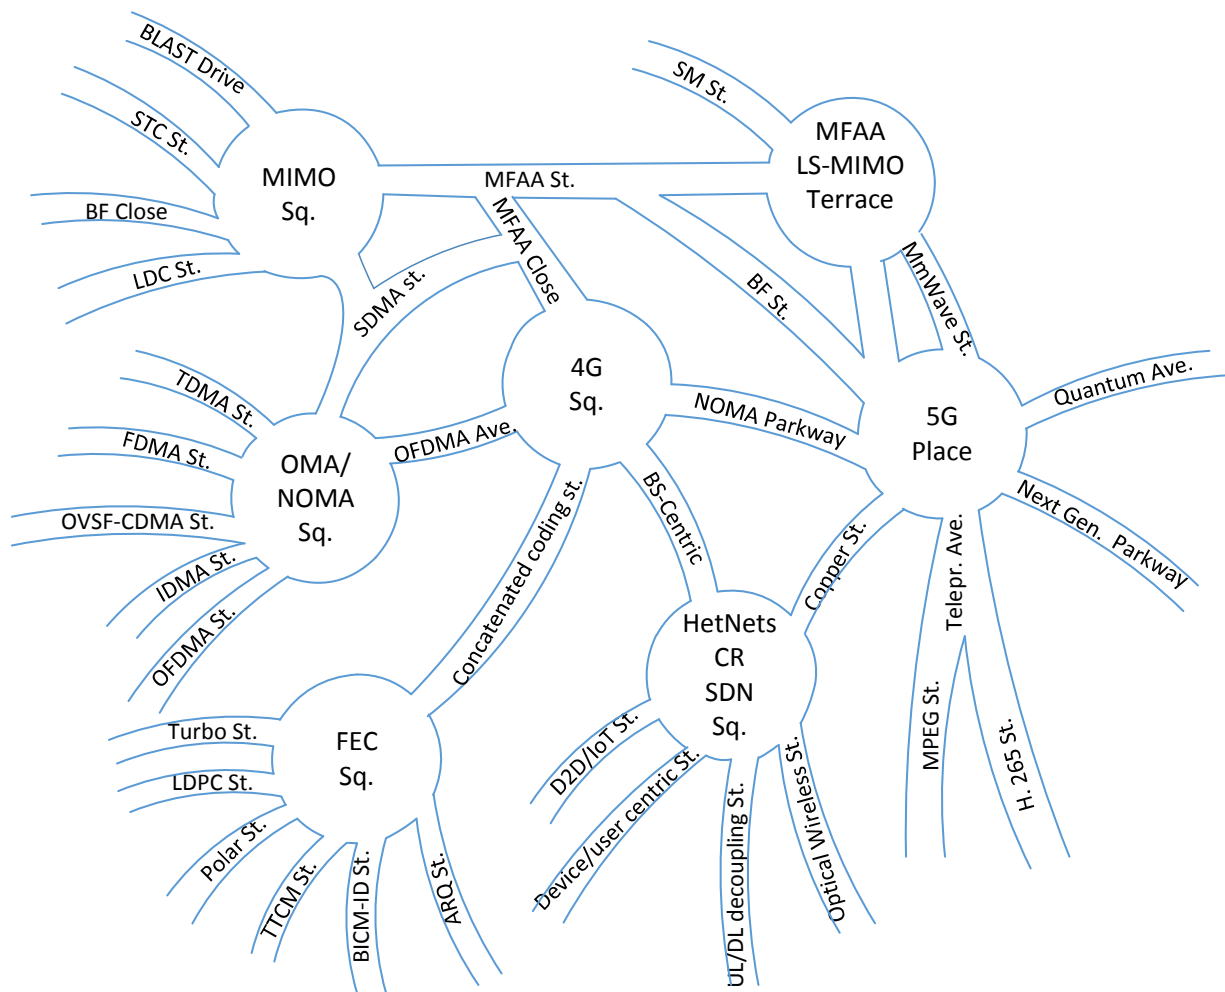 BLAST Drive
STC St.
BF Close
LDC St.
MIMO
Sq.
MFAA St.
SM St.
MFAA
LS-MIMO
Terrace
MFAA Close
SDMA st.
BF St.
MmWave St.
TDMA St.
FDMA St.
OVSF-CDMA St.
IDMA St.
OFDMA St.
OMA/
NOMA
Sq.
OFDMA Ave.
4G
Sq.
NOMA Parkway
5G
Place
Quantum Ave.
Next Gen. Parkway
Concatenated coding st.
BS-Centric
Copper St.
Telepr. Ave.
MPEG St.
H. 265 St.
HetNets
CR
SDN
Sq.
D2D/IoT St.
Device/user centric St.
UL/DL decoupling St.
Optical Wireless St.
FEC
Sq.
Turbo St.
LDPC St.
Polar St.
TTCM St.
BICM-ID St.
ARQ St.